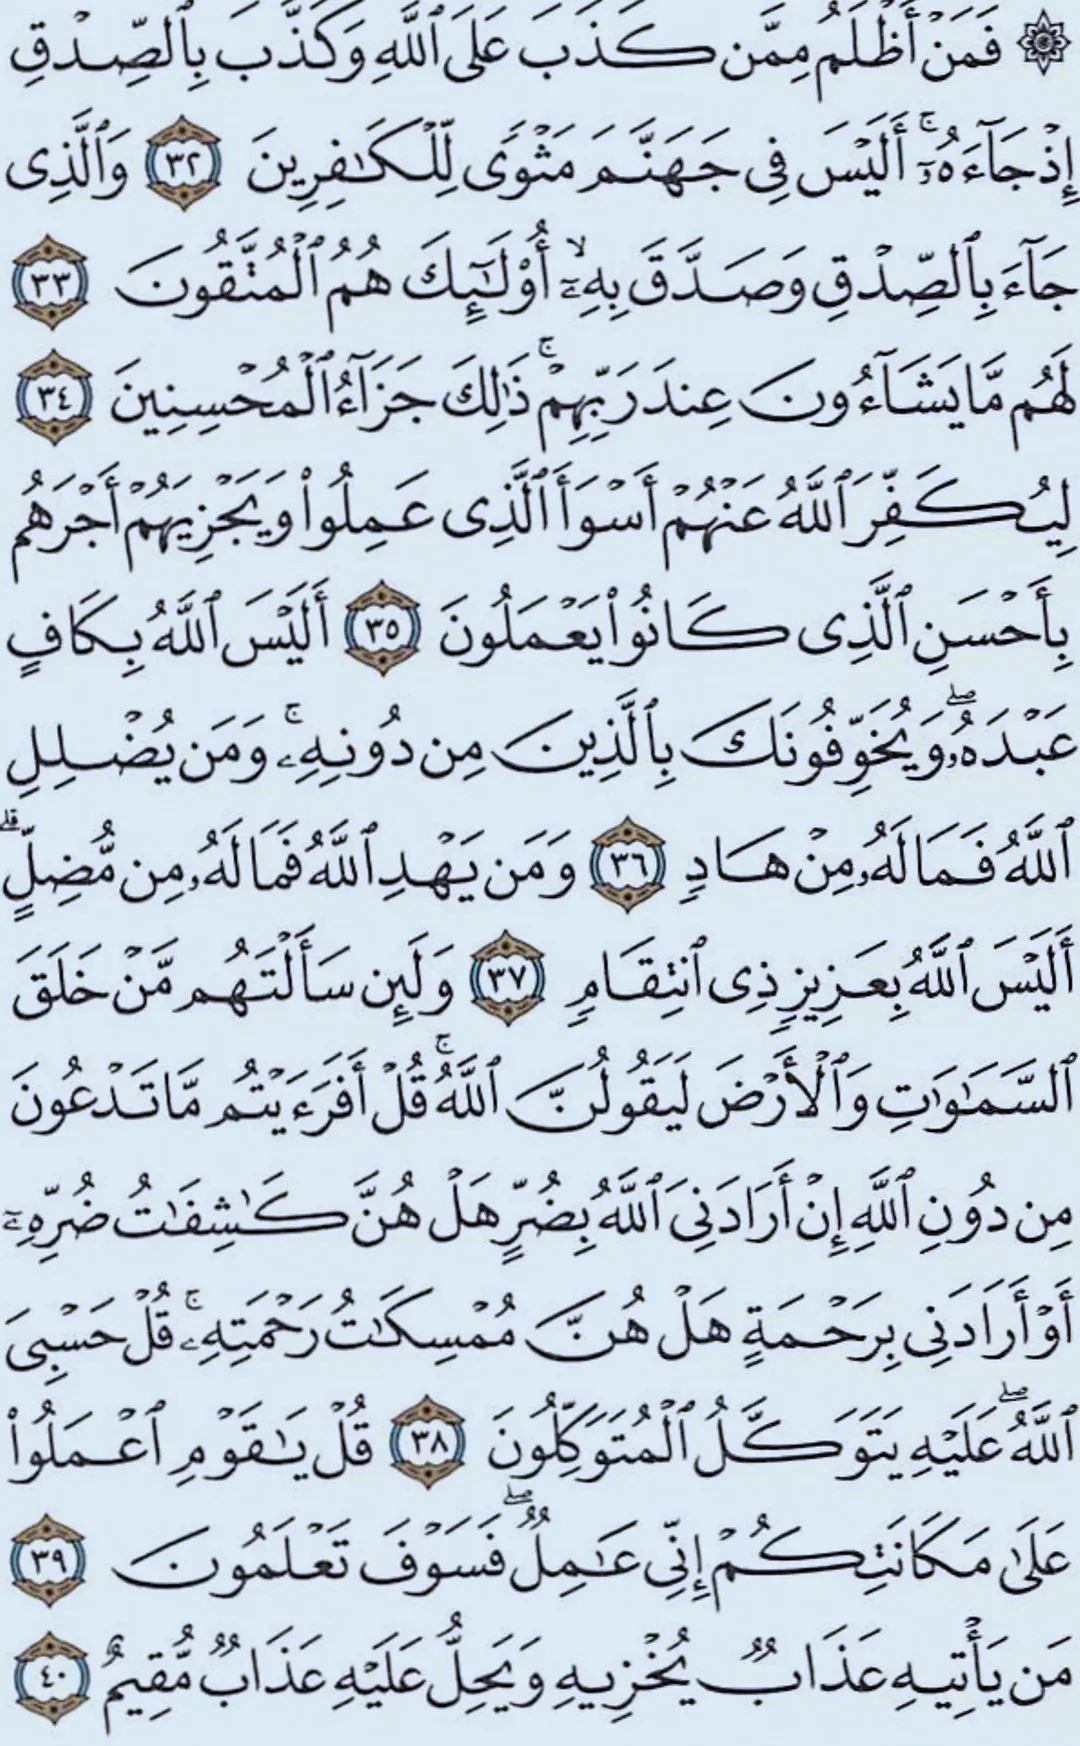 ۞ فَمَنْ أَظْلَمُ مِمَّن كَذَبَ عَلَى ٱللَّهِ وَكَذَّبَ بِٱلصِّدْقِ
إِذْ جَآءَهُۥٓ ۚ أَلَيْسَ فِى جَهَنَّمَ مَثْوًى لِّلْكَـٰفِرِينَ ٣٢ وَٱلَّذِى
جَآءَ بِٱلصِّدْقِ وَصَدَّقَ بِهِۦٓ ۙ أُو۟لَـٰٓئِكَ هُمُ ٱلْمُتَّقُونَ ٣٣
لَهُم مَّا يَشَآءُونَ عِندَ رَبِّهِمْ ۚ ذَٰلِكَ جَزَآءُ ٱلْمُحْسِنِينَ ٣٤
لِيُكَفِّرَ ٱللَّهُ عَنْهُمْ أَسْوَأَ ٱلَّذِى عَمِلُوا۟ وَيَجْزِيَهُمْ أَجْرَهُم
بِأَحْسَنِ ٱلَّذِى كَانُوا۟ يَعْمَلُونَ ٣٥ أَلَيْسَ ٱللَّهُ بِكَافٍ
عَبْدَهُۥ ۖ وَيُخَوِّفُونَكَ بِٱلَّذِينَ مِن دُونِهِۦ ۚ وَمَن يُضْلِلِ
ٱللَّهُ فَمَا لَهُۥ مِنْ هَادٍ ٣٦ وَمَن يَهْدِ ٱللَّهُ فَمَا لَهُۥ مِن مُّضِلٍّ ۗ
أَلَيْسَ ٱللَّهُ بِعَزِيزٍ ذِى ٱنتِقَامٍ ٣٧ وَلَئِن سَأَلْتَهُم مَّنْ خَلَقَ
ٱلسَّمَـٰوَٰتِ وَٱلْأَرْضَ لَيَقُولُنَّ ٱللَّهُ ۚ قُلْ أَفَرَءَيْتُم مَّا تَدْعُونَ
مِن دُونِ ٱللَّهِ إِنْ أَرَادَنِىَ ٱللَّهُ بِضُرٍّ هَلْ هُنَّ كَـٰشِفَـٰتُ ضُرِّهِۦٓ
أَوْ أَرَادَنِى بِرَحْمَةٍ هَلْ هُنَّ مُمْسِكَـٰتُ رَحْمَتِهِۦ ۚ قُلْ حَسْبِىَ
ٱللَّهُ ۖ عَلَيْهِ يَتَوَكَّلُ ٱلْمُتَوَكِّلُونَ ٣٨ قُلْ يَـٰقَوْمِ ٱعْمَلُوا۟
عَلَىٰ مَكَانَتِكُمْ إِنِّى عَـٰمِلٌ ۖ فَسَوْفَ تَعْلَمُونَ ٣٩
مَن يَأْتِيهِ عَذَابٌ يُخْزِيهِ وَيَحِلُّ عَلَيْهِ عَذَابٌ مُّقِيمٌ ٤٠